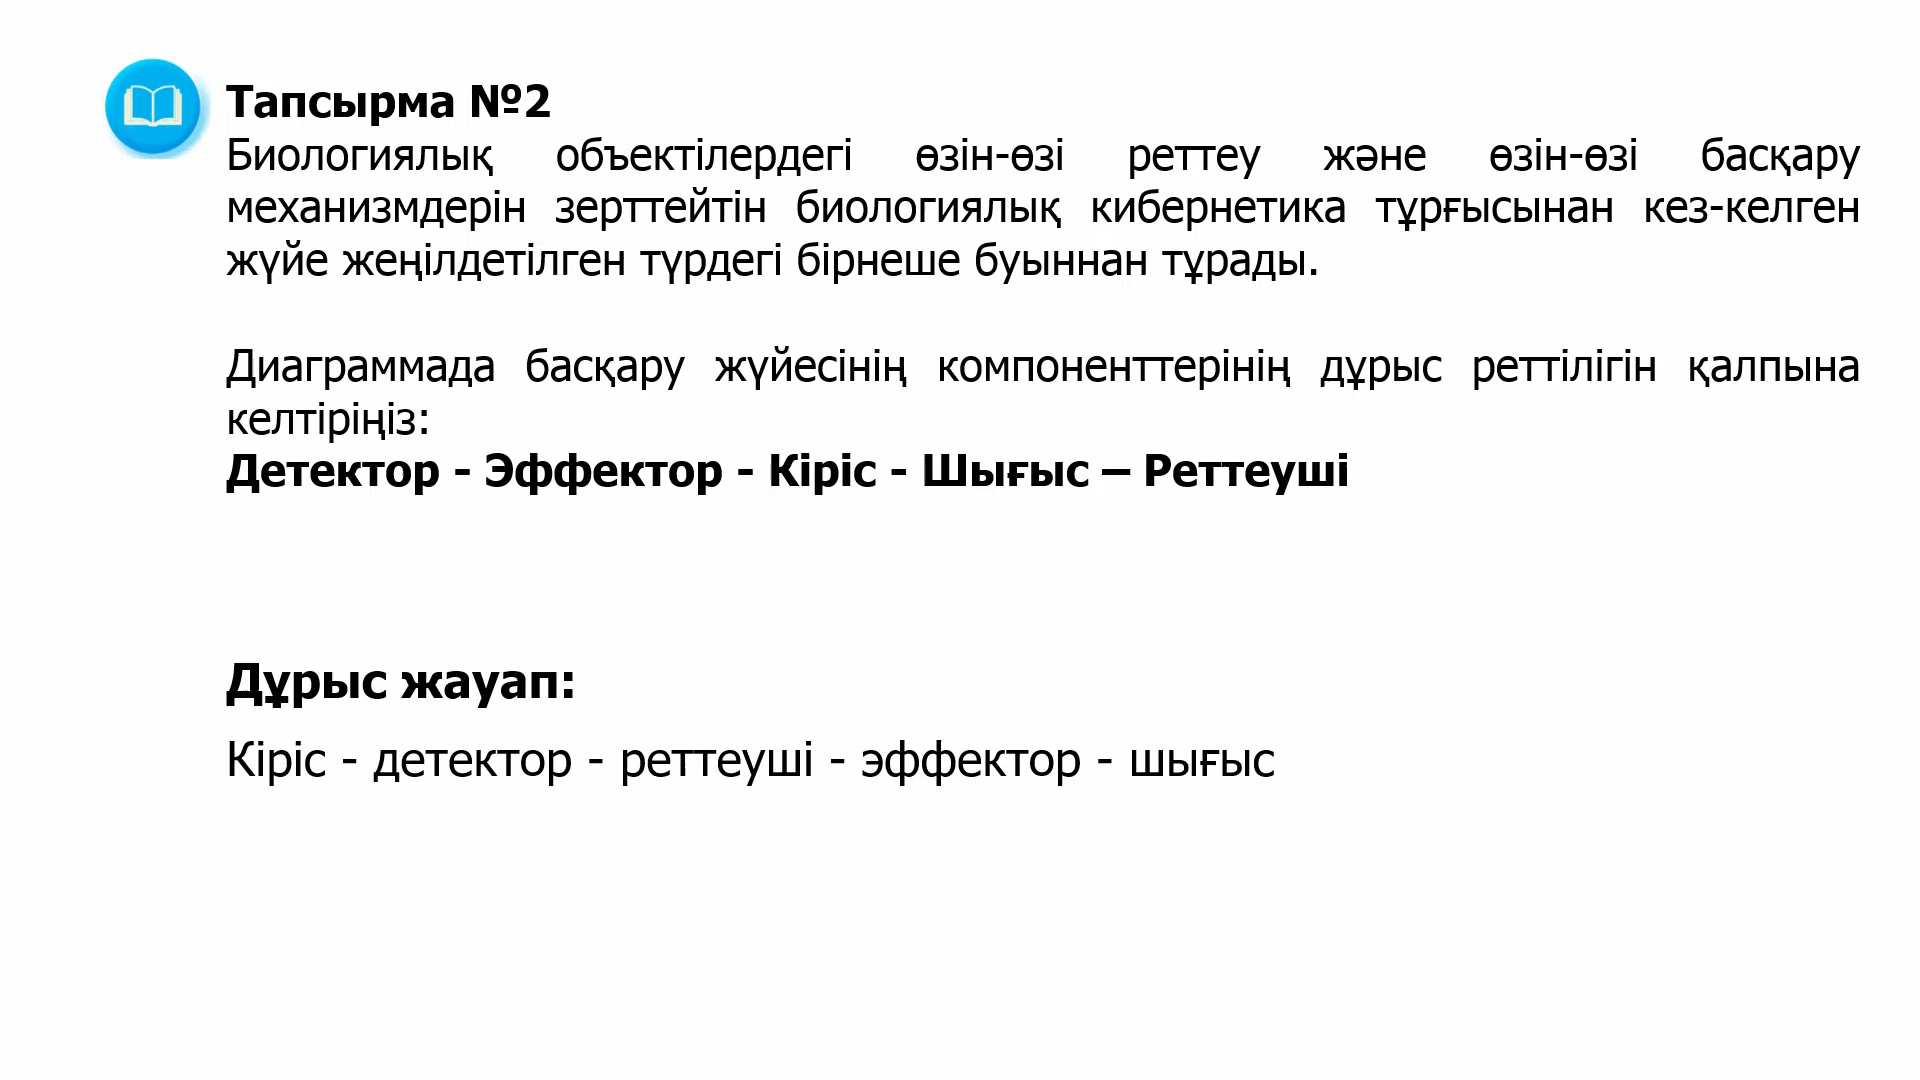 Тапсырма №2
Биологиялық объектілердегі өзін-өзі реттеу және өзін-өзі басқару
механизмдерін зерттейтін биологиялық кибернетика тұрғысынан кез-келген
жүйе жеңілдетілген түрдегі бірнеше буыннан тұрады.
Диаграммада басқару жүйесінің компоненттерінің дұрыс реттілігін қалпына
келтіріңіз:
Детектор - Эффектор - Кіріс - Шығыс – Реттеуші
Дұрыс жауап:
Кіріс - детектор - реттеуші - эффектор - шығыс